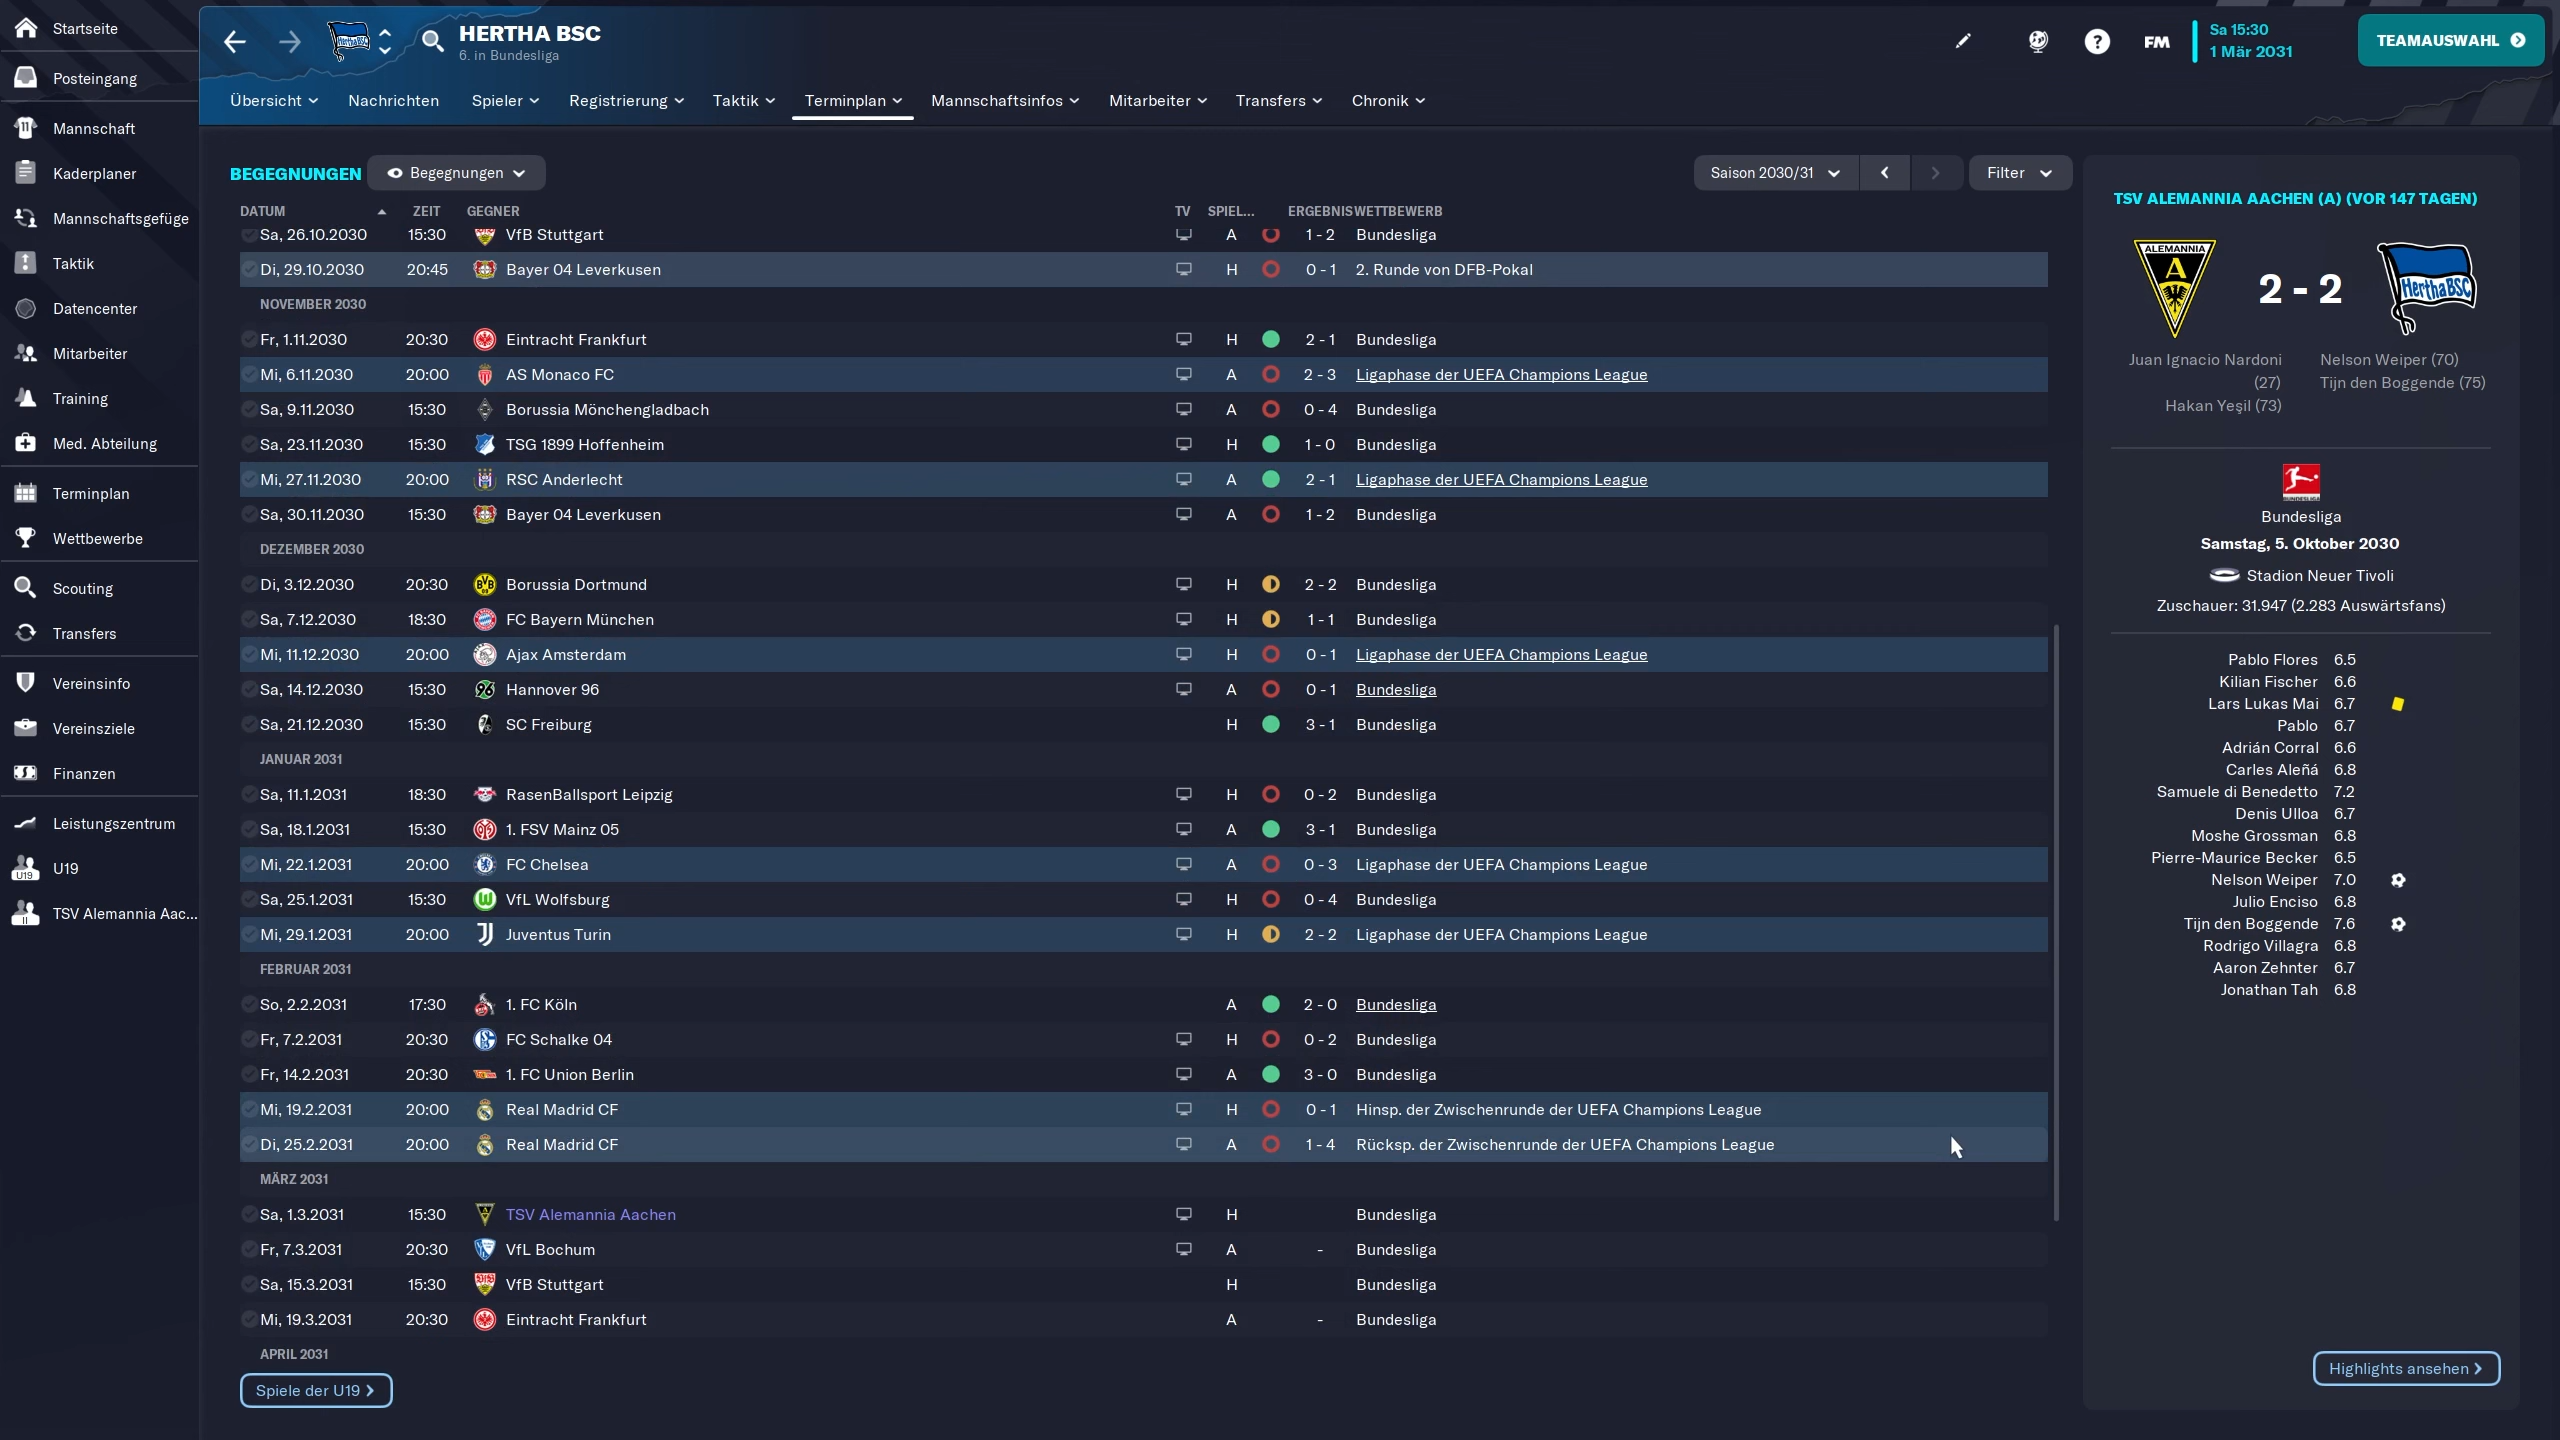 Startseite
Posteingang
Mannschaft
Kaderplaner
Mannschaftsgefüge
Taktik
Datencenter
Mitarbeiter
Training
Med. Abteilung
Terminplan
Wettbewerbe
Scouting
Transfers
Vereinsinfo
Vereinsziele
Finanzen
Leistungszentrum
U19
TSV Alemannia Aac...
HERTHA BSC
6. in Bundesliga
FM
Sa 15:30
1 Mär 2031
TEAMAUSWAHL
Übersicht Nachrichten Spieler Registrierung Taktik Terminplan Mannschaftsinfos Mitarbeiter Transfers Chronik
BEGEGNUNGEN Begegnungen Saison 2030/31 Filter
DATUM ZEIT GEGNER TV SPIEL... ERGEBNIS WETTBEWERB
Sa, 26.10.2030 15:30 VfB Stuttgart A 1 - 2 Bundesliga
Di, 29.10.2030 20:45 Bayer 04 Leverkusen H 0 - 1 2. Runde von DFB-Pokal
NOVEMBER 2030
Fr, 1.11.2030 20:30 Eintracht Frankfurt H 2 - 1 Bundesliga
Mi, 6.11.2030 20:00 AS Monaco FC A 2 - 3 Ligaphase der UEFA Champions League
Sa, 9.11.2030 15:30 Borussia Mönchengladbach A 0 - 4 Bundesliga
Sa, 23.11.2030 15:30 TSG 1899 Hoffenheim H 1 - 0 Bundesliga
Mi, 27.11.2030 20:00 RSC Anderlecht A 2 - 1 Ligaphase der UEFA Champions League
Sa, 30.11.2030 15:30 Bayer 04 Leverkusen A 1 - 2 Bundesliga
DEZEMBER 2030
Di, 3.12.2030 20:30 Borussia Dortmund H 2 - 2 Bundesliga
Sa, 7.12.2030 18:30 FC Bayern München H 1 - 1 Bundesliga
Mi, 11.12.2030 20:00 Ajax Amsterdam H 0 - 1 Ligaphase der UEFA Champions League
Sa, 14.12.2030 15:30 Hannover 96 A 0 - 1 Bundesliga
Sa, 21.12.2030 15:30 SC Freiburg H 3 - 1 Bundesliga
JANUAR 2031
Sa, 11.1.2031 18:30 RasenBallsport Leipzig H 0 - 2 Bundesliga
Sa, 18.1.2031 15:30 1. FSV Mainz 05 A 3 - 1 Bundesliga
Mi, 22.1.2031 20:00 FC Chelsea A 0 - 3 Ligaphase der UEFA Champions League
Sa, 25.1.2031 15:30 VfL Wolfsburg H 0 - 4 Bundesliga
Mi, 29.1.2031 20:00 Juventus Turin H 2 - 2 Ligaphase der UEFA Champions League
FEBRUAR 2031
So, 2.2.2031 17:30 1. FC Köln A 2 - 0 Bundesliga
Fr, 7.2.2031 20:30 FC Schalke 04 H 0 - 2 Bundesliga
Fr, 14.2.2031 20:30 1. FC Union Berlin A 3 - 0 Bundesliga
Mi, 19.2.2031 20:00 Real Madrid CF H 0 - 1 Hinsp. der Zwischenrunde der UEFA Champions League
Di, 25.2.2031 20:00 Real Madrid CF A 1 - 4 Rücksp. der Zwischenrunde der UEFA Champions League
MÄRZ 2031
Sa, 1.3.2031 15:30 TSV Alemannia Aachen H Bundesliga
Fr, 7.3.2031 20:30 VfL Bochum A - Bundesliga
Sa, 15.3.2031 15:30 VfB Stuttgart H Bundesliga
Mi, 19.3.2031 20:30 Eintracht Frankfurt A - Bundesliga
APRIL 2031
Spiele der U19
TSV ALEMANNIA AACHEN (A) (VOR 147 TAGEN)
ALEMANNIA
A
2 - 2
Hertha BSC
Juan Ignacio Nardoni (27)
Hakan Yeşil (73)
Nelson Weiper (70)
Tijn den Boggende (75)
BUNDESLIGA
Bundesliga
Samstag, 5. Oktober 2030
Stadion Neuer Tivoli
Zuschauer: 31.947 (2.283 Auswärtsfans)
Pablo Flores 6.5
Kilian Fischer 6.6
Lars Lukas Mai 6.7
Pablo 6.7
Adrián Corral 6.6
Carles Aleñá 6.8
Samuele di Benedetto 7.2
Denis Ulloa 6.7
Moshe Grossman 6.8
Pierre-Maurice Becker 6.5
Nelson Weiper 7.0
Julio Enciso 6.8
Tijn den Boggende 7.6
Rodrigo Villagra 6.8
Aaron Zehnter 6.7
Jonathan Tah 6.8
Highlights ansehen